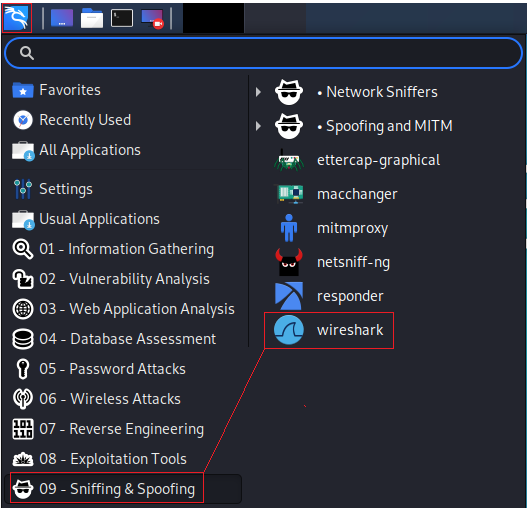 Favorites
Recently Used
All Applications
Settings
Usual Applications
01 - Information Gathering
02 - Vulnerability Analysis
03 - Web Application Analysis
04 - Database Assessment
05 - Password Attacks
06 - Wireless Attacks
07 - Reverse Engineering
08 - Exploitation Tools
09 - Sniffing & Spoofing
• Network Sniffers
• Spoofing and MITM
ettercap-graphical
macchanger
mitmproxy
netsniff-ng
responder
wireshark